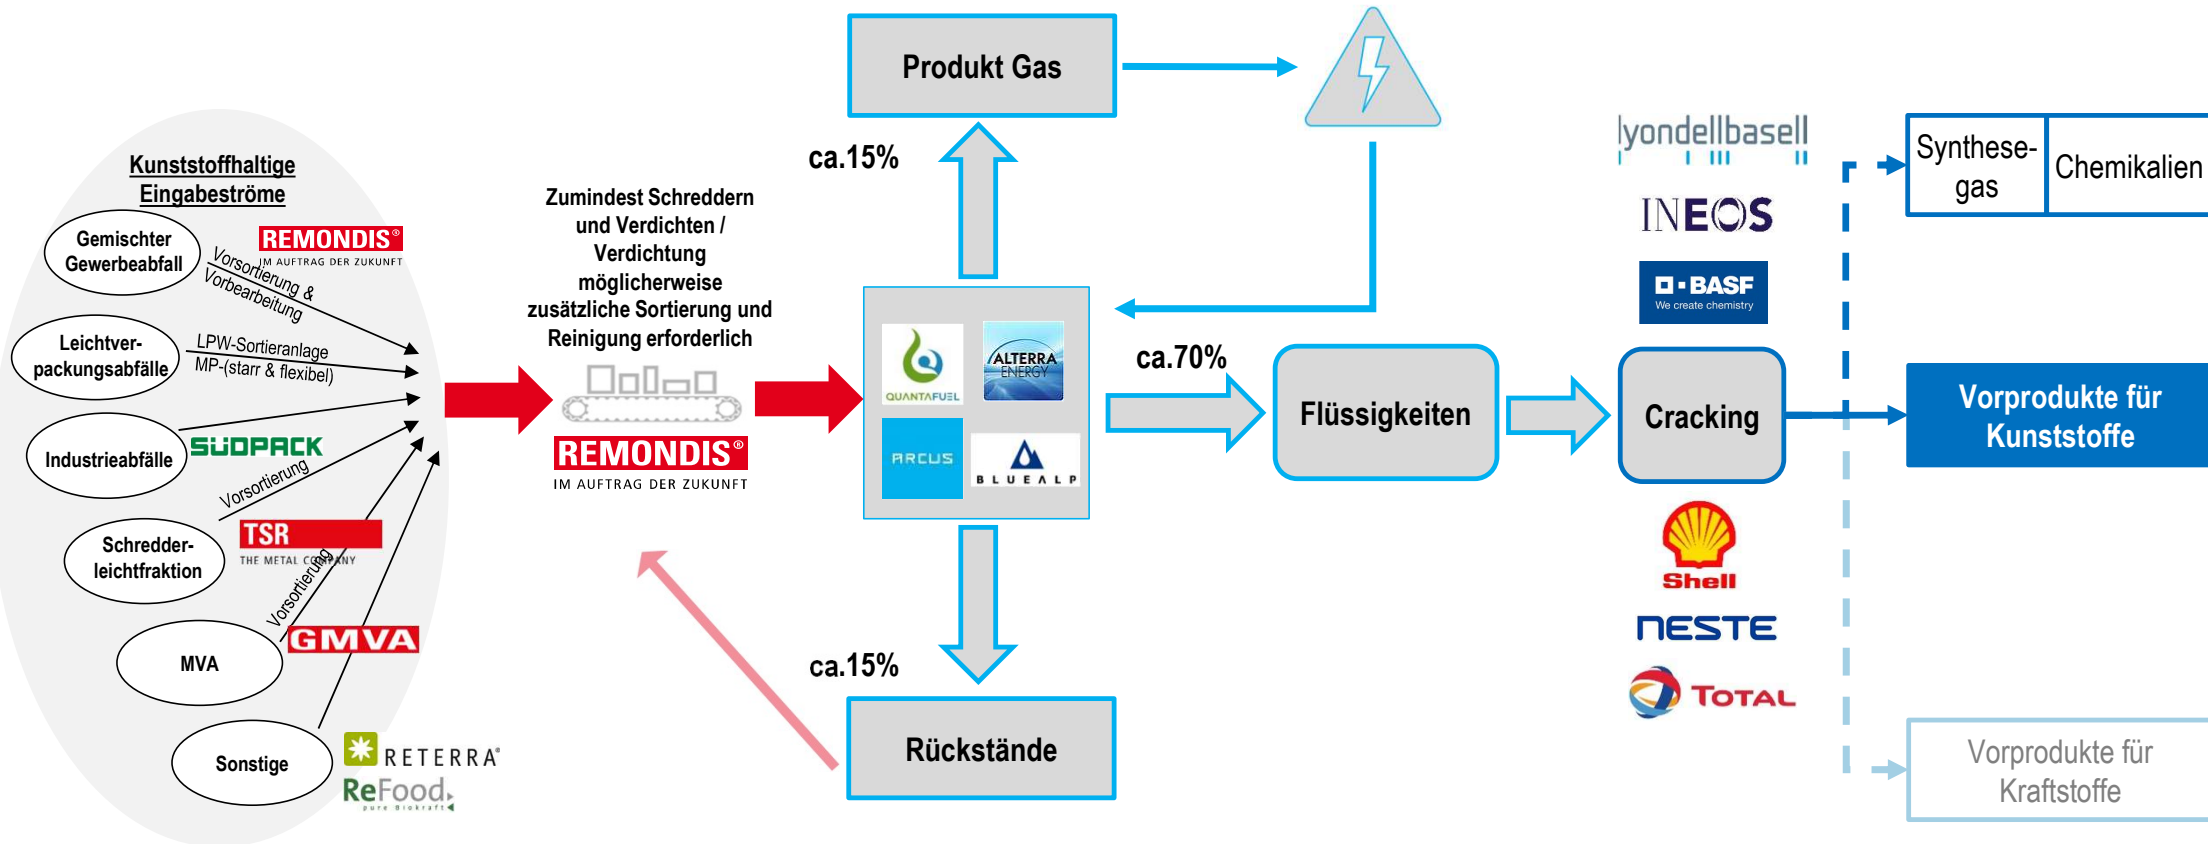 Kunststoffhaltige
Eingabeströme
Gemischter
Gewerbeabfall
REMONDIS®
IM AUFTRAG DER ZUKUNFT
Vorsortierung &
Vorbearbeitung
Leichtver-
packungsabfälle
LPW-Sortieranlage
MP-(starr & flexibel)
Industrieabfälle
SÜDPACK
Vorsortierung
Schredder-
leichtfraktion
TSR
THE METAL COMPANY
Vorsortierung
MVA
GMVA
Sonstige
RETERRA®
ReFood
pure Biokraft
Zumindest Schreddern
und Verdichten /
Verdichtung
möglicherweise
zusätzliche Sortierung und
Reinigung erforderlich
REMONDIS®
IM AUFTRAG DER ZUKUNFT
Produkt Gas
ca.15%
QUANTAFUEL
ALTERRA
ENERGY
ARCUS
BLUEALP
ca.70%
ca.15%
Rückstände
Flüssigkeiten
lyondellbasell
INEOS
BASF
We create chemistry
Cracking
Shell
NESTE
TOTAL
Synthese-
gas
Chemikalien
Vorprodukte für
Kunststoffe
Vorprodukte für
Kraftstoffe